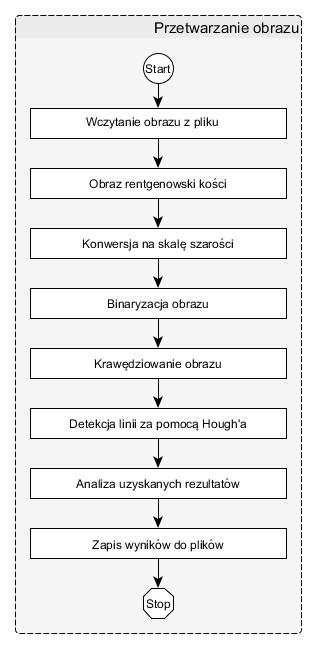 Przetwarzanie obrazu
Start
Wczytanie obrazu z pliku
Obraz rentgenowski kości
Konwersja na skalę szarości
Binaryzacja obrazu
Krawędziowanie obrazu
Detekcja linii za pomocą Hough'a
Analiza uzyskanych rezultatów
Zapis wyników do plików
Stop